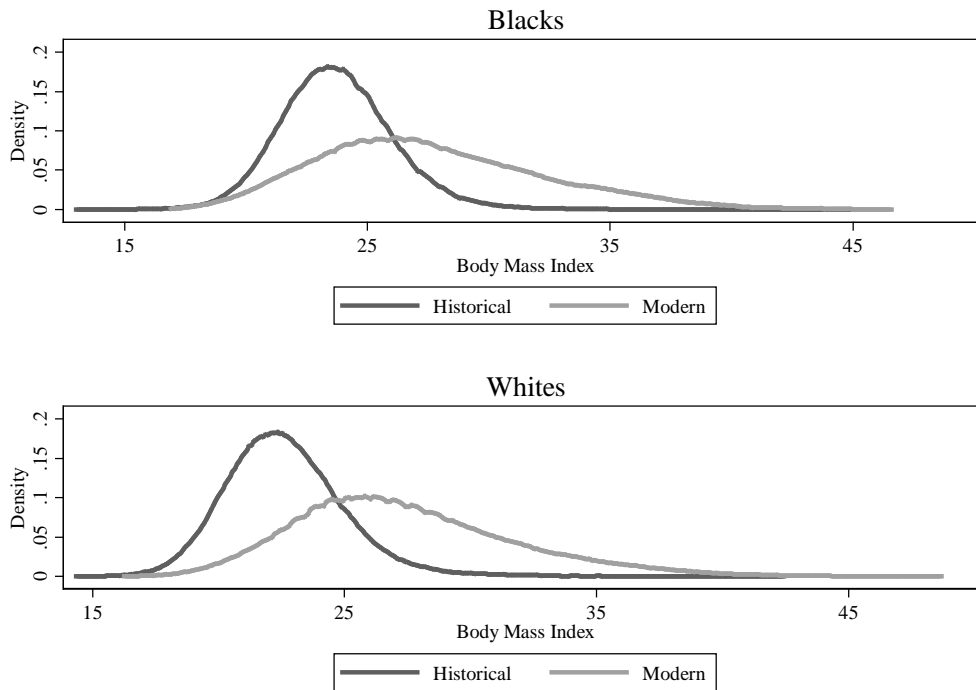 Blacks
.2
.15
.1
.05
0
Density
15 25 35 45
Body Mass Index
Historical Modern
Whites
.2
.15
.1
.05
0
Density
15 25 35 45
Body Mass Index
Historical Modern